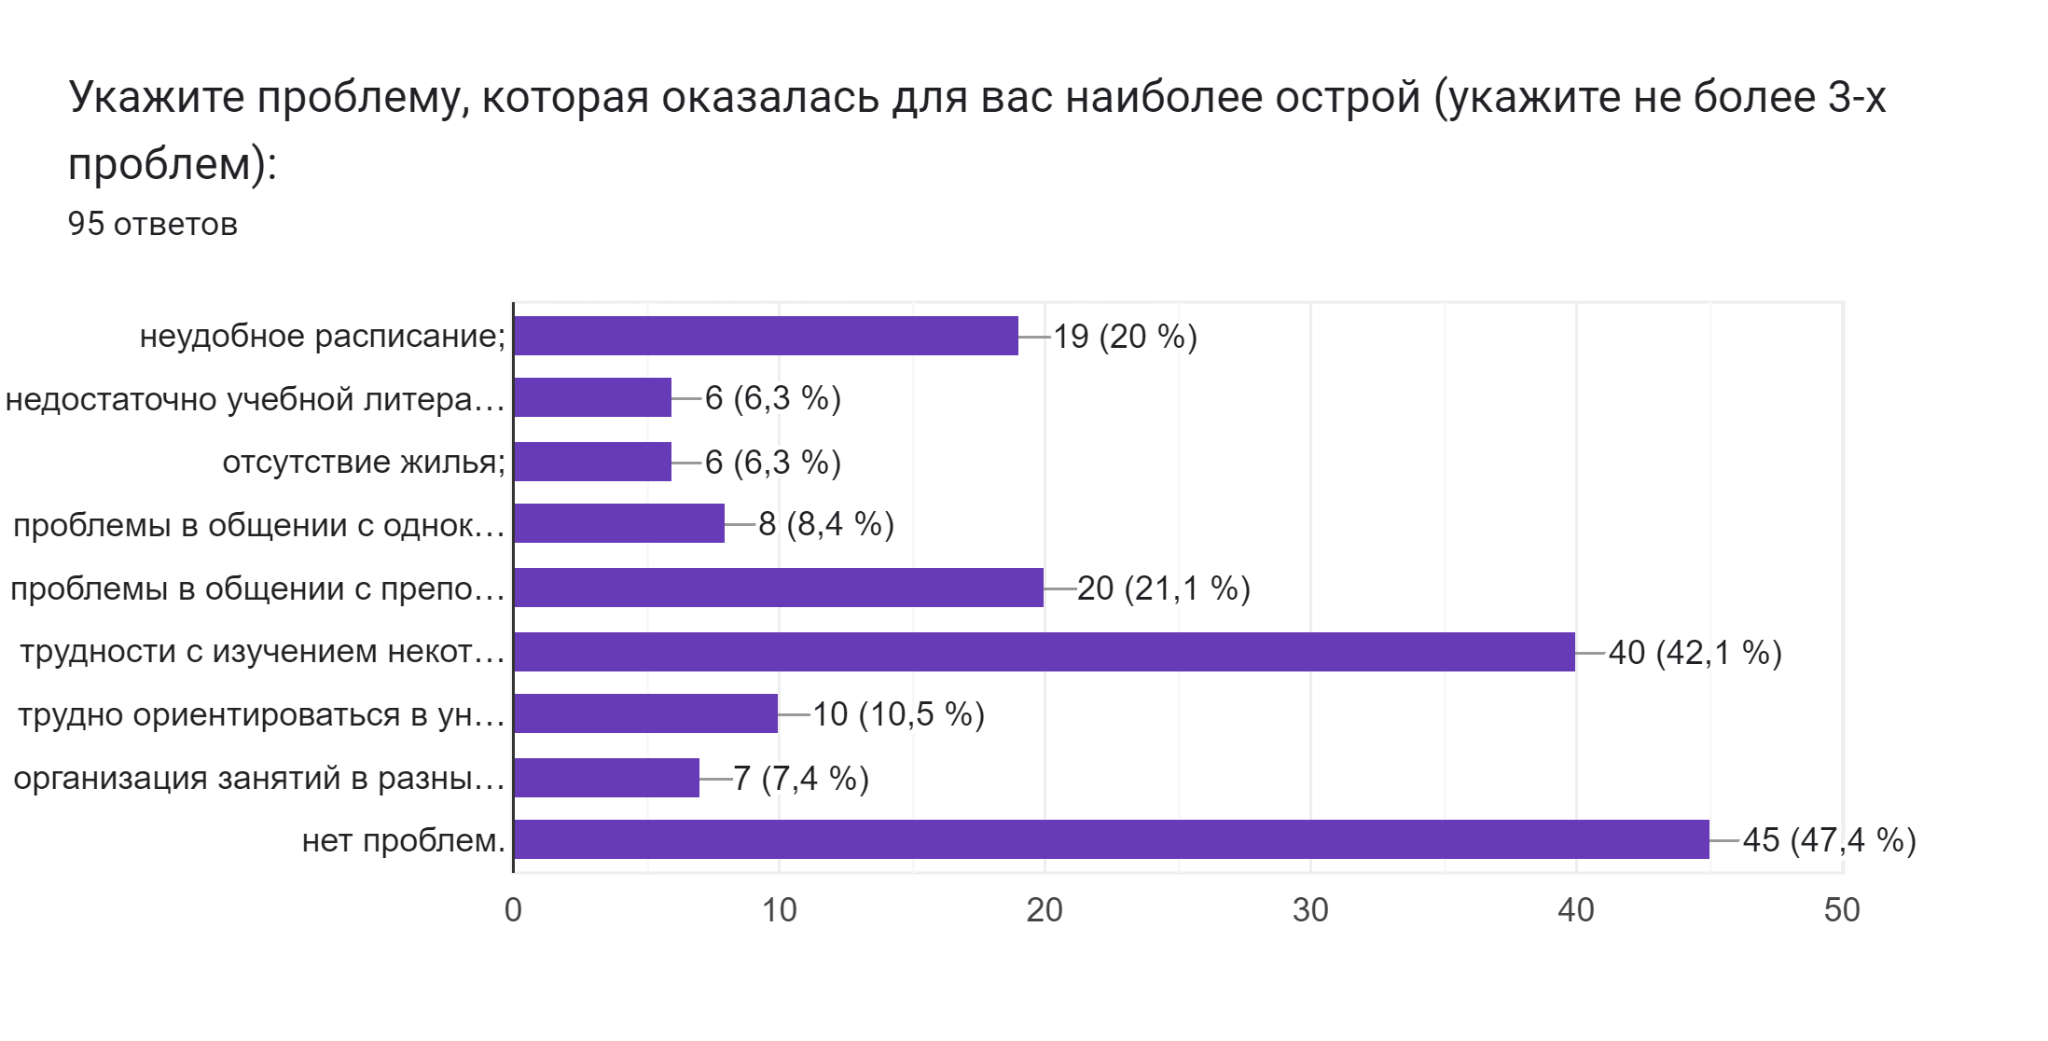 Укажите проблему, которая оказалась для вас наиболее острой (укажите не более 3-х
проблем):
95 ответов
неудобное расписание; 19 (20 %)
недостаточно учебной литера… 6 (6,3 %)
отсутствие жилья; 6 (6,3 %)
проблемы в общении с однок… 8 (8,4 %)
проблемы в общении с препо… 20 (21,1 %)
трудности с изучением некот… 40 (42,1 %)
трудно ориентироваться в ун… 10 (10,5 %)
организация занятий в разны… 7 (7,4 %)
нет проблем. 45 (47,4 %)
0 10 20 30 40 50